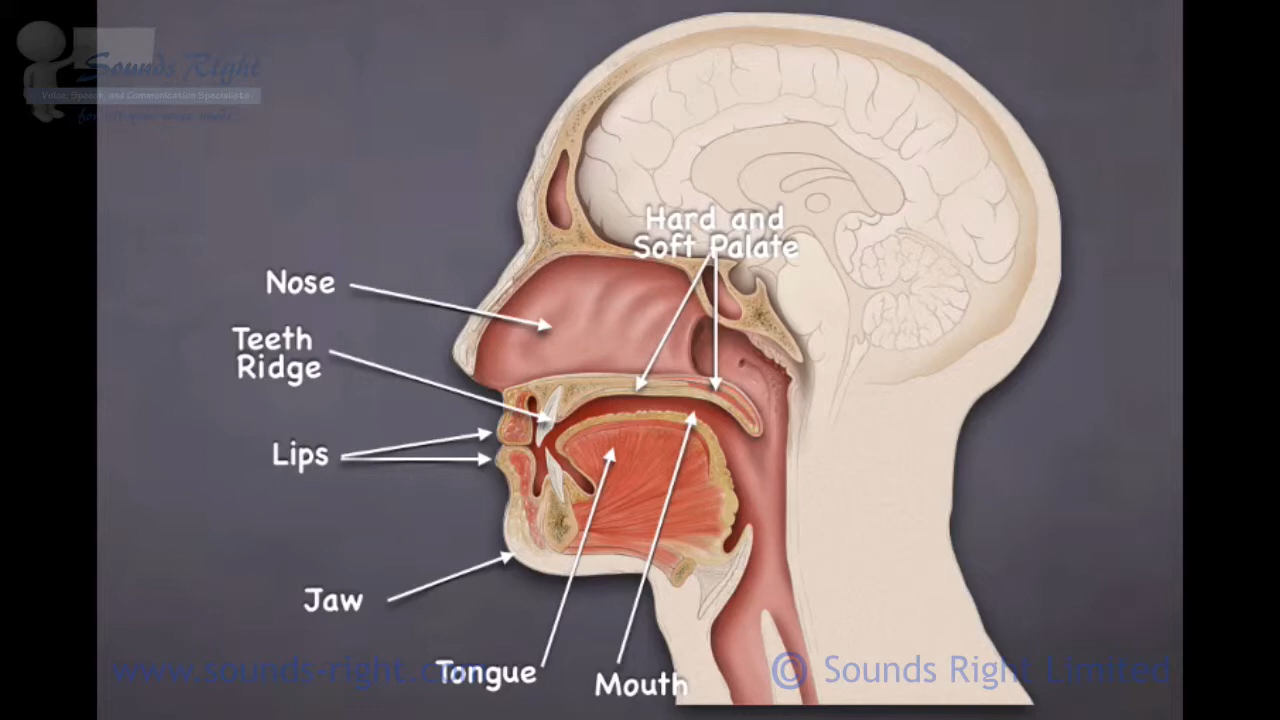 Sounds Right
Voice, Speech, and Communication Specialists
Hard and
Soft Palate
Nose
Teeth
Ridge
Lips
Jaw
Tongue
Mouth
www.sounds-right.com
© Sounds Right Limited